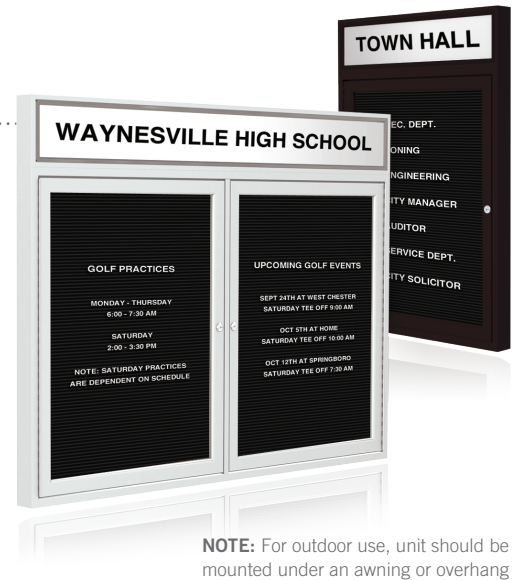 TOWN HALL
EC. DEPT.
ONING
NGINEERING
ITY MANAGER
UDITOR
ERVICE DEPT.
ITY SOLICITOR
WAYNESVILLE HIGH SCHOOL
GOLF PRACTICES
MONDAY - THURSDAY
6:00 - 7:30 AM
SATURDAY
2:00 - 3:30 PM
NOTE: SATURDAY PRACTICES
ARE DEPENDENT ON SCHEDULE
UPCOMING GOLF EVENTS
SEPT 24TH AT WEST CHESTER
SATURDAY TEE OFF 9:00 AM
OCT 5TH AT HOME
SATURDAY TEE OFF 10:00 AM
OCT 12TH AT SPRINGBORO
SATURDAY TEE OFF 7:30 AM
NOTE: For outdoor use, unit should be
mounted under an awning or overhang